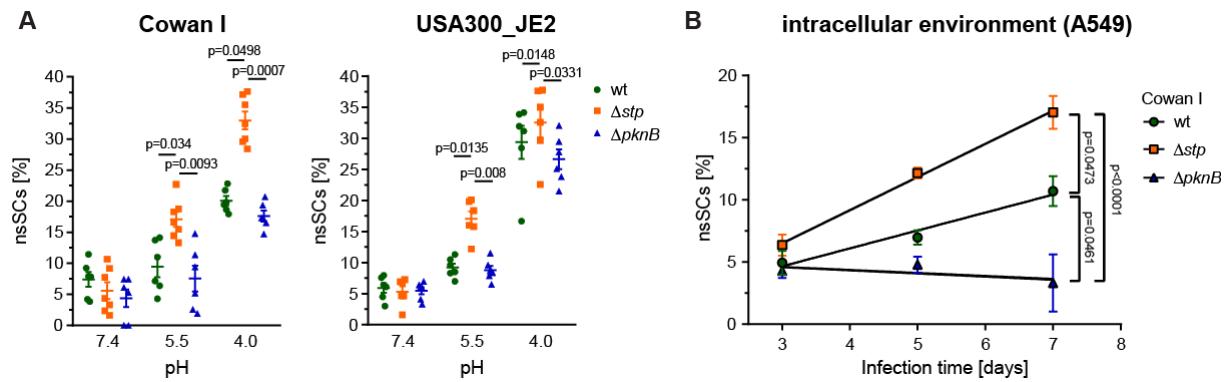 A
Cowan I
nsSCs [%]
40
35
30
25
20
15
10
5
0
p=0.0498
p=0.0007
p=0.034
p=0.0093
7.4
5.5
4.0
pH
USA300_JE2
nsSCs [%]
40
35
30
25
20
15
10
5
0
p=0.0148
p=0.0331
p=0.0135
p=0.008
7.4
5.5
4.0
pH
wt
Δstp
ΔpknB
B
intracellular environment (A549)
nsSCs [%]
20
15
10
5
0
3
4
5
6
7
8
Infection time [days]
p=0.0473
p=0.0461
p<0.0001
Cowan I
wt
Δstp
ΔpknB